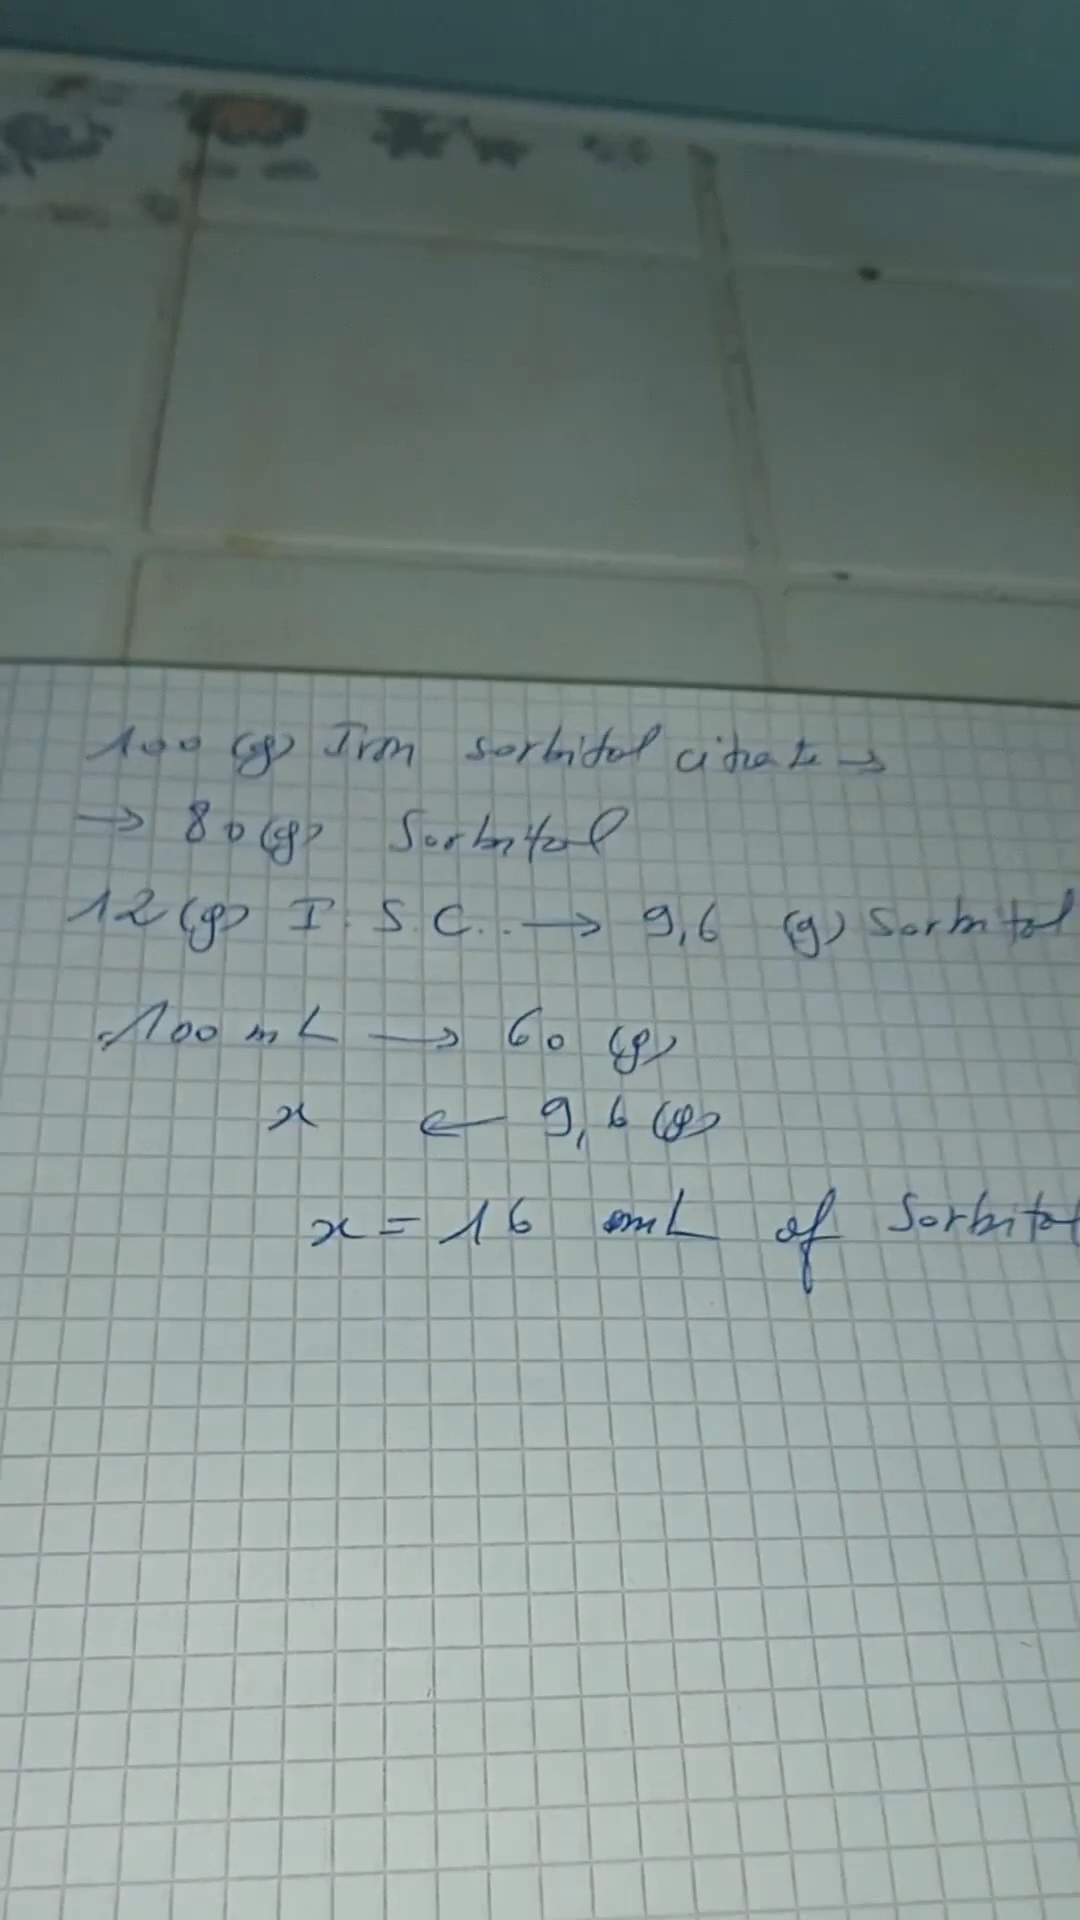 100 (g) Iron sorbitol citrate →
→ 80 (g) Sorbitol
12 (g) I. S. C. → 9,6 (g) Sorbitol
100 mL → 60 (g)
x ← 9,6 (g)
x = 16 mL of Sorbitol